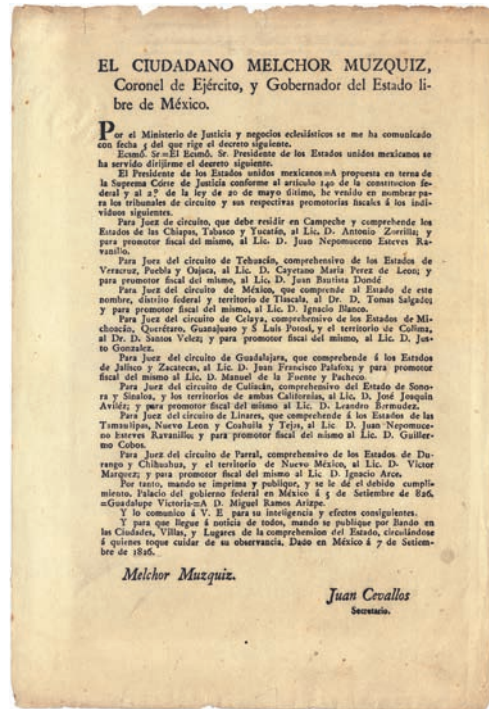 EL CIUDADANO MELCHOR MUZQUIZ,
Coronel de Ejército, y Gobernador del Estado li-
bre de México.
Por el Ministerio de Justicia y negocios eclesiásticos se me ha comunicado
con fecha 5 del que rige el decreto siguiente.
Ecsmó. Sr=El Ecsmó. Sr. Presidente de los Estados unidos mexicanos se
ha servido dirijirme el decreto siguiente.
El Presidente de los Estados unidos mexicanos=A propuesta en terna de
la Suprema Córte de Justicia conforme al artículo 140 de la constitucion fe-
deral y al 2º de la ley de 20 de mayo último, he venido en nombrar pa-
ra los tribunales de circuito y sus respectivas promotorias fiscales á los indi-
viduos siguientes.
Para Juez de circuito, que debe residir en Campeche y comprehende los
Estados de las Chiapas, Tabasco y Yucatán, al Lic. D. Antonio Zorrilla; y
para promotor fiscal del mismo, al Lic. D. Juan Nepomuceno Esteves Ra-
vanillo.
Para Juez del circuito de Tehuacán, comprehensivo de los Estados de
Veracruz, Puebla y Oajaca, al Lic. D. Cayetano María Perez de Leon; y
para promotor fiscal del mismo, al Lic. D. Juan Bautista Dondé
Para Juez del circuito de México, que comprende al Estado de este
nombre, distrito federal y territorio de Tlascala, al Dr. D. Tomas Salgado;
y para promotor fiscal del mismo, al Lic. D. Ignacio Blanco.
Para Juez del circuito de Celaya, comprehensivo de los Estados de Mi-
choacán, Querétaro, Guanajuato y S Luis Potosí, y el territorio de Colima,
al Dr. D. Santos Velez; y para promotor fiscal del mismo, al Lic. D. Jus-
to Gonzalez.
Para Juez del circuito de Guadalajara, que comprehende á los Estados
de Jalisco y Zacatecas, al Lic. D. Juan Francisco Palafox; y para promotor
fiscal del mismo, al Lic. D. Manuel de la Fuente y Pacheco.
Para Juez del circuito de Culiacán, comprehensivo del Estado de Sono-
ra y Sinaloa, y los territorios de ambas Californias, al Lic. D. José Joaquin
Aviléz; y para promotor fiscal del mismo al Lic. D. Leandro Bermudez.
Para Juez del circuito de Linares, que comprehende á los Estados de las
Tamaulipas, Nuevo Leon y Coahuila y Tejas, al Lic. D. Juan Nepomuce-
no Esteves Ravanillo; y para promotor fiscal del mismo al Lic. D. Guiller-
mo Cobos.
Para Juez del circuito de Parral, comprehensivo de los Estados de Du-
rango y Chihuahua, y el territorio de Nuevo México, al Lic. D- Victor
Marquez; y para promotor fiscal del mismo al Lic. D. Ignacio Arce.
Por tanto, mando se imprima y publique, y se le dé el debido cumpli-
miento. Palacio del gobierno federal en México á 5 de Setiembre de 826.
=Guadalupe Victoria=A D. Miguel Ramos Arizpe.
Y lo comunico á V. E para su inteligencia y efectos consiguientes.
Y para que llegue á noticia de todos, mando se publique por Bando en
las Ciudades, Villas, y Lugares de la comprehension del Estado, circulándose
á quienes toque cuidar de su observancia. Dado en México á 7 de Setiem-
bre de 1826.
Melchor Muzquiz.
Juan Cevallos
Secretario.